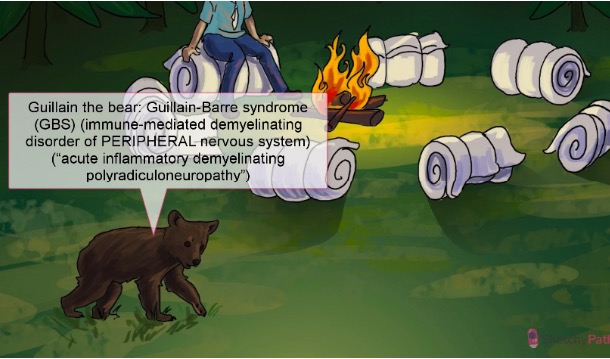 Guillain the bear: Guillain-Barre syndrome
(GBS) (immune-mediated demyelinating
disorder of PERIPHERAL nervous system)
("acute inflammatory demyelinating
polyradiculoneuropathy")